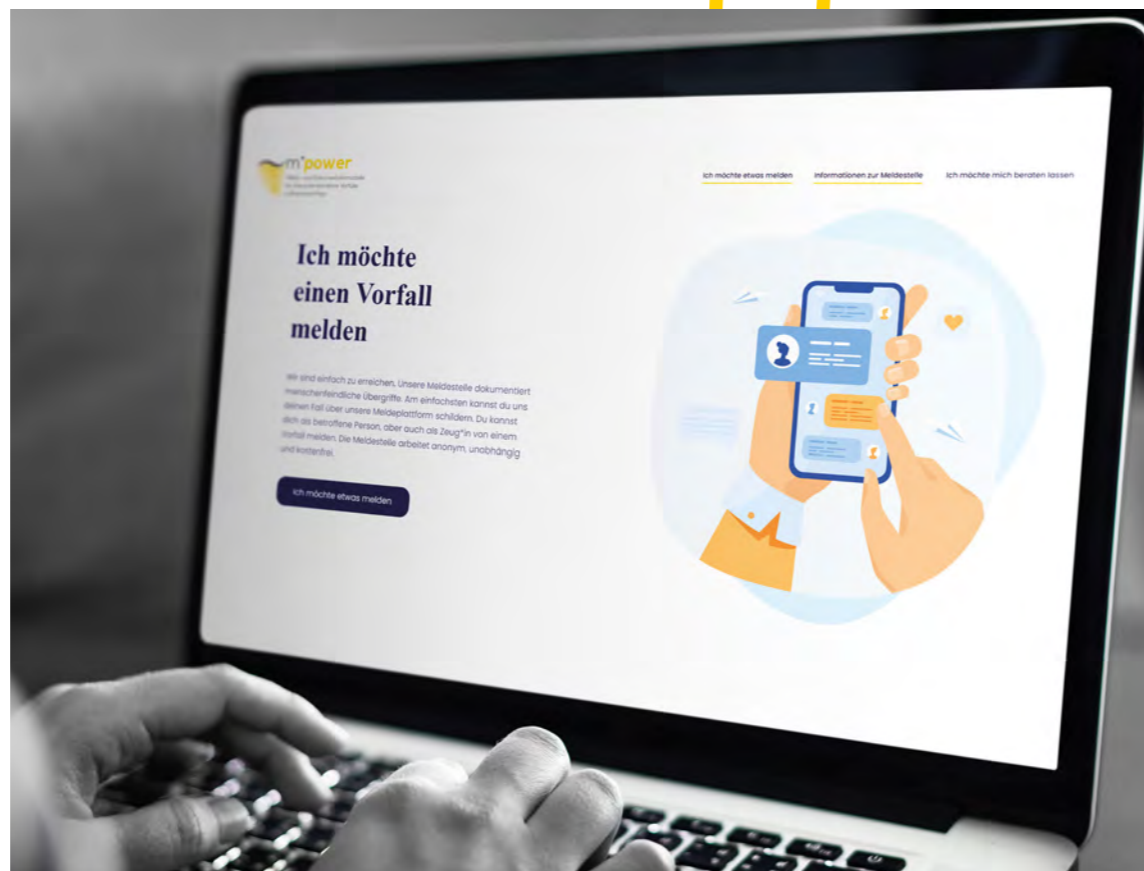 m*power
Ich möchte etwas melden
Informationen zur Meldestelle
Ich möchte mich beraten lassen
Ich möchte
einen Vorfall
melden
Wir sind einfach zu erreichen. Unsere Meldestelle dokumentiert
menschenfeindliche Übergriffe. Am einfachsten kannst du uns
deinen Fall über unsere Meldeplattform schildern. Du kannst
dich als betroffene Person, aber auch als Zeug*in von einem
Vorfall melden. Die Meldestelle arbeitet anonym, unabhängig
und kostenfrei.
Ich möchte etwas melden